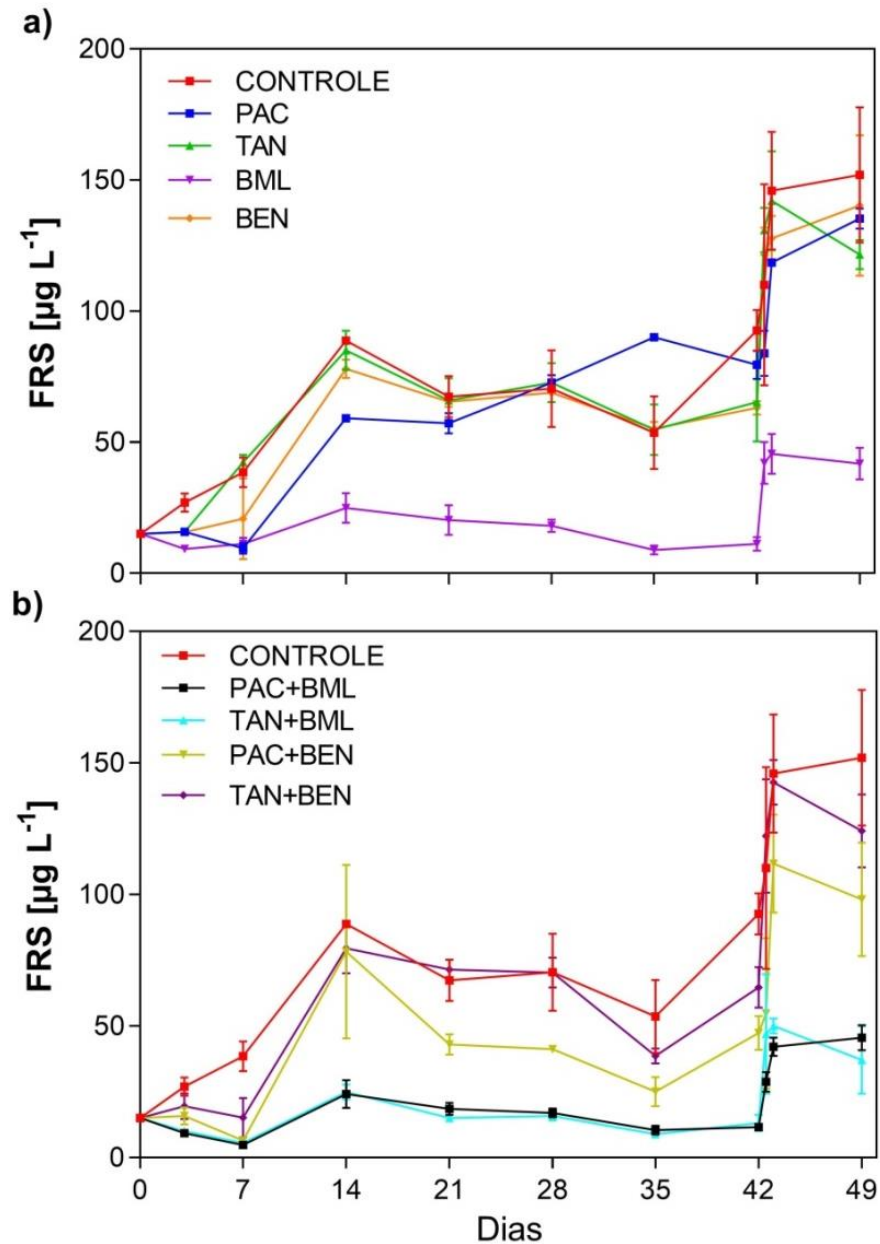 a)
200
150
100
50
0
FRS [µg L⁻¹]
CONTROLE
PAC
TAN
BML
BEN
b)
200
150
100
50
0
FRS [µg L⁻¹]
CONTROLE
PAC+BML
TAN+BML
PAC+BEN
TAN+BEN
0 7 14 21 28 35 42 49
Dias